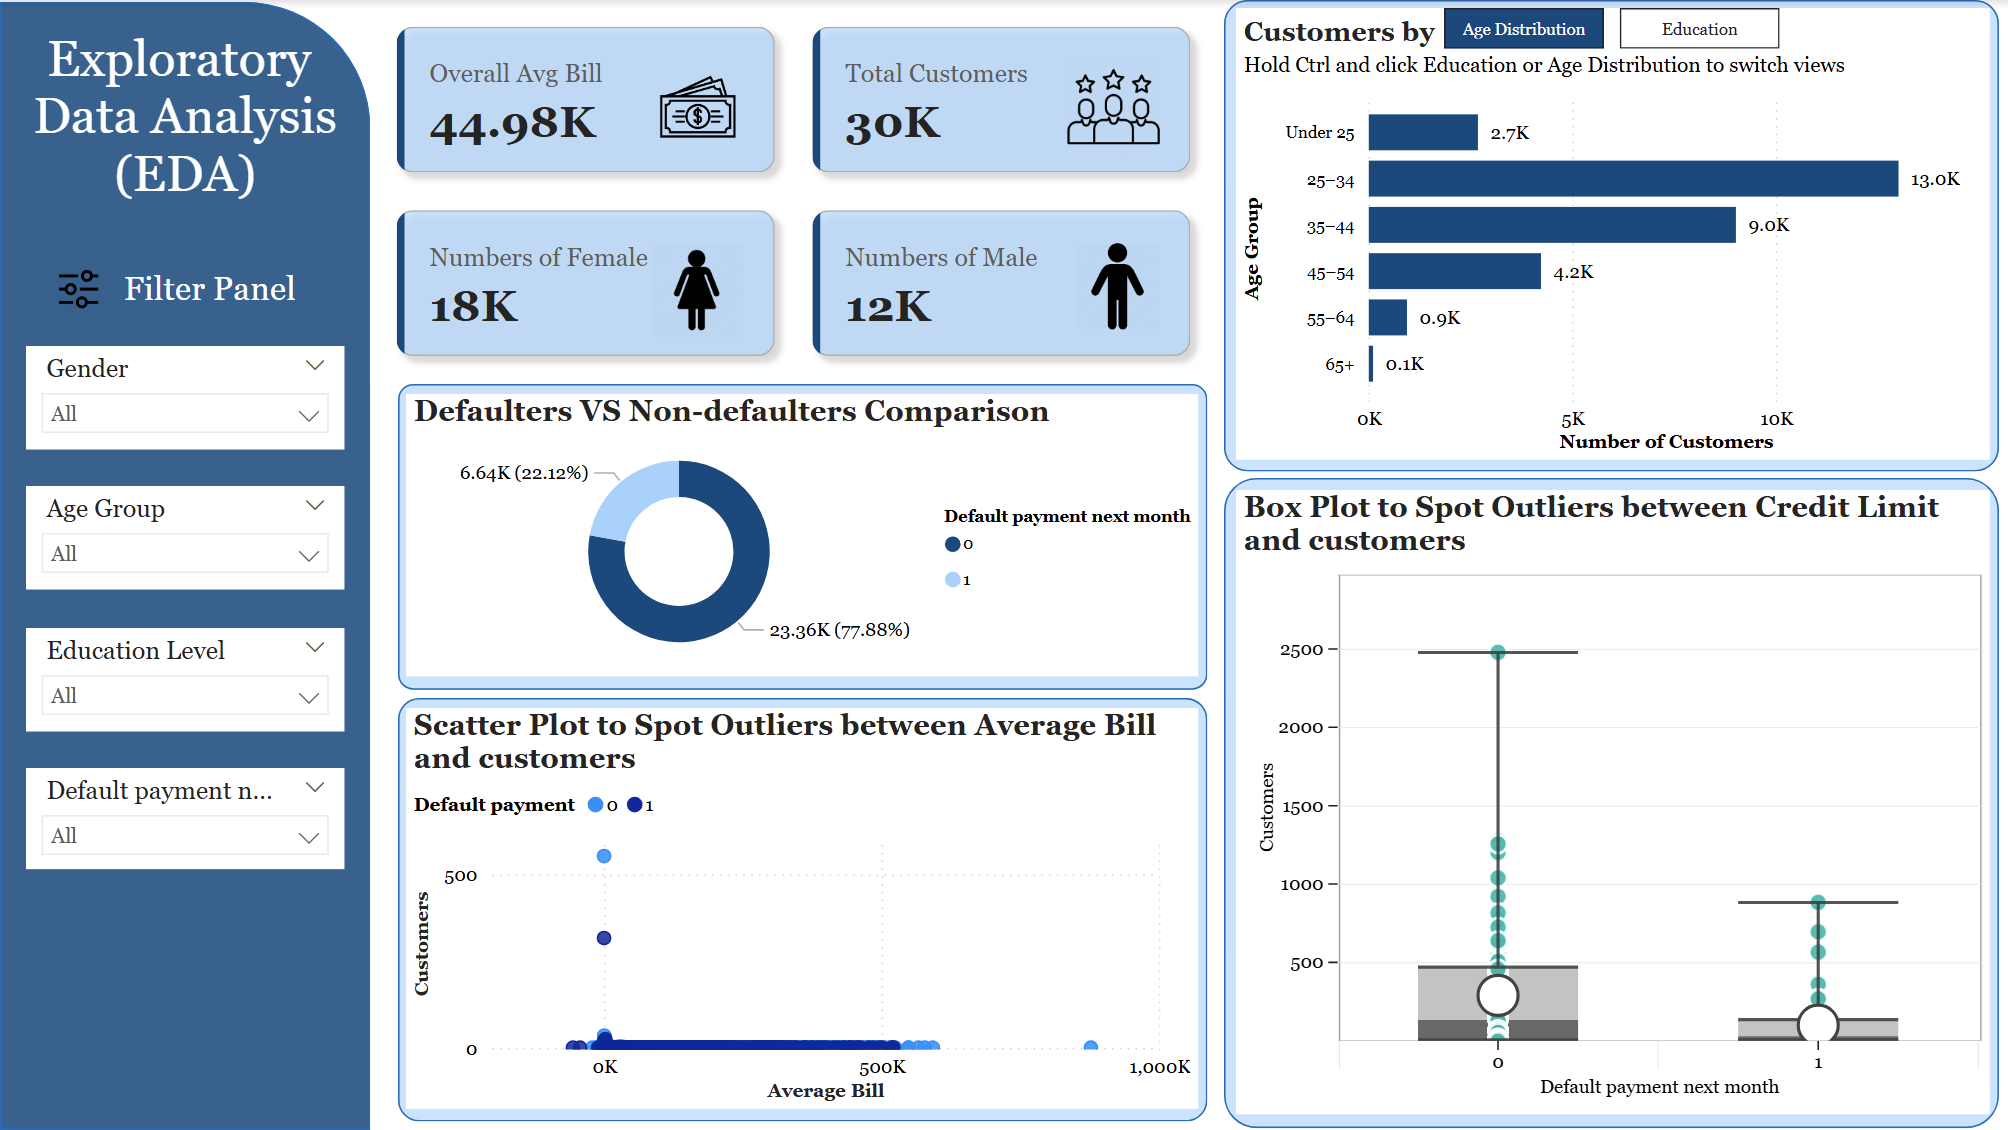 Exploratory
Data Analysis
(EDA)
Filter Panel
Gender
All
Age Group
All
Education Level
All
Default payment n...
All
Overall Avg Bill
44.98K
Total Customers
30K
Numbers of Female
18K
Numbers of Male
12K
Customers by
Age Distribution
Education
Hold Ctrl and click Education or Age Distribution to switch views
Age Group
Under 25
2.7K
25–34
13.0K
35–44
9.0K
45–54
4.2K
55–64
0.9K
65+
0.1K
0K
5K
10K
Number of Customers
Defaulters VS Non-defaulters Comparison
6.64K (22.12%)
23.36K (77.88%)
Default payment next month
0
1
Scatter Plot to Spot Outliers between Average Bill
and customers
Default payment
0
1
Customers
500
0
0K
500K
1,000K
Average Bill
Box Plot to Spot Outliers between Credit Limit
and customers
Customers
2500
2000
1500
1000
500
0
1
Default payment next month